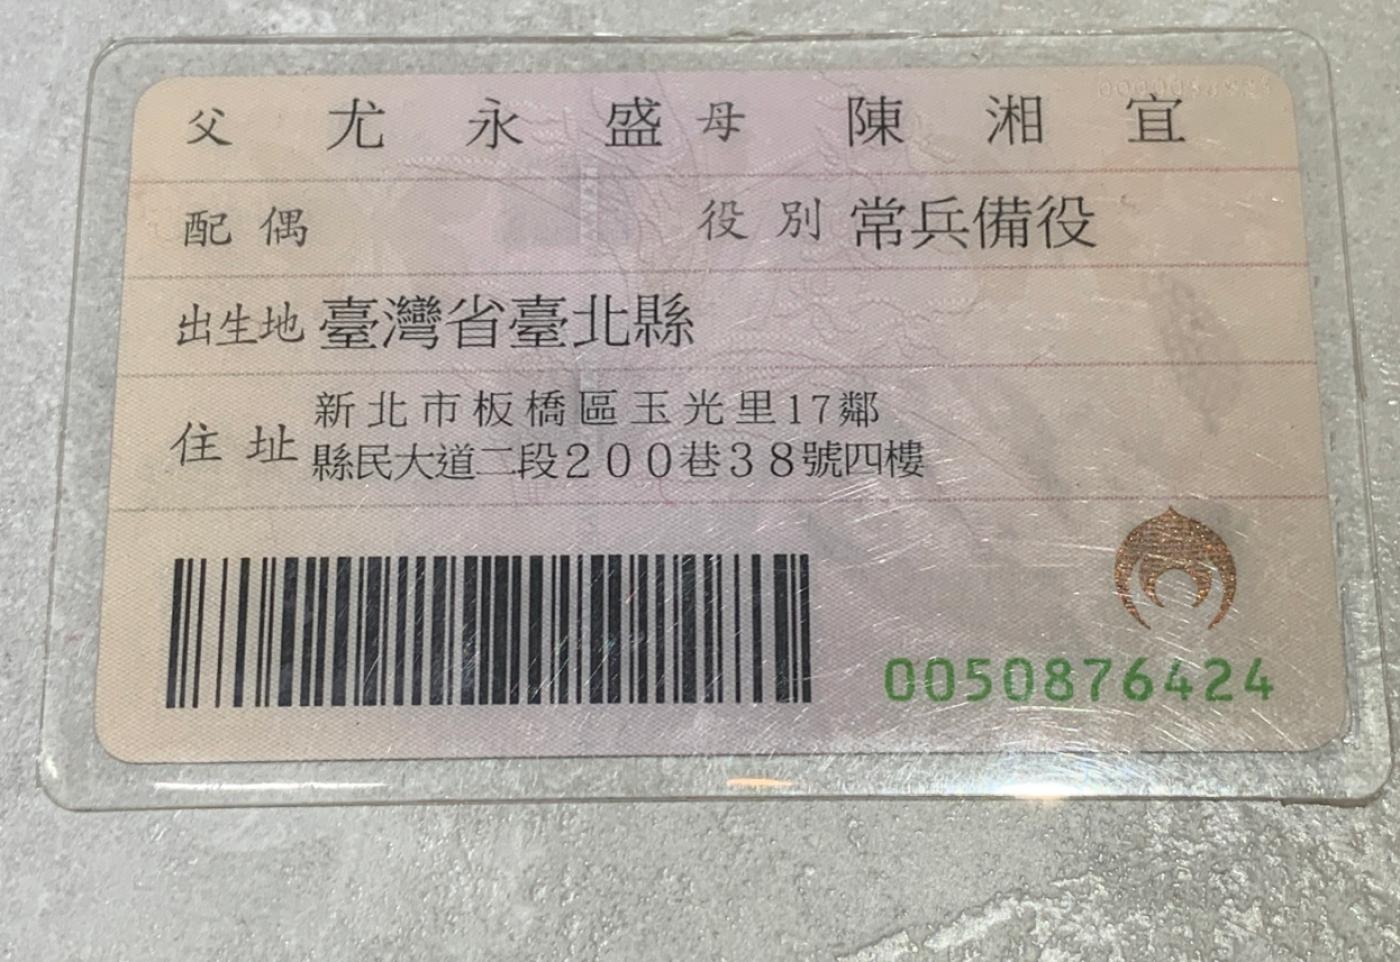 父 尤永盛 母 陳湘宜
配偶 役別 常兵備役
出生地 臺灣省臺北縣
住址 新北市板橋區玉光里17鄰
縣民大道二段200巷38號四樓
0050876424